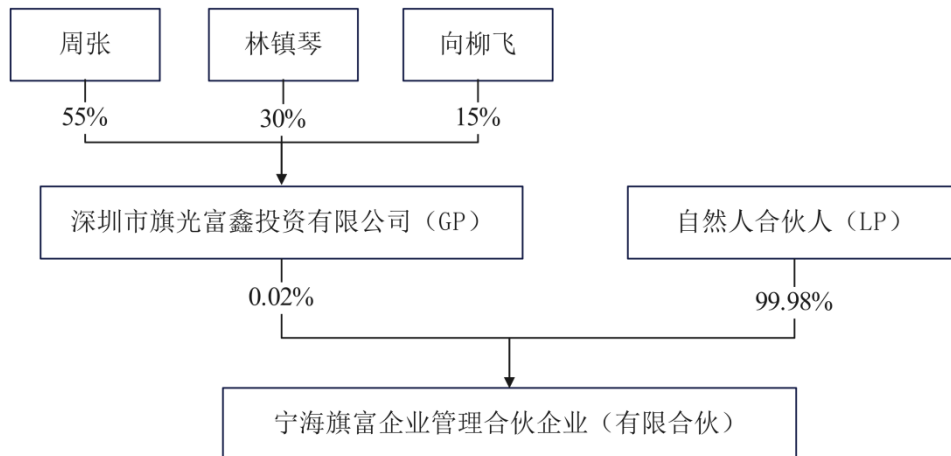 周张
林镇琴
向柳飞
55%
30%
15%
深圳市旗光富鑫投资有限公司（GP）
自然人合伙人（LP）
0.02%
99.98%
宁海旗富企业管理合伙企业（有限合伙）